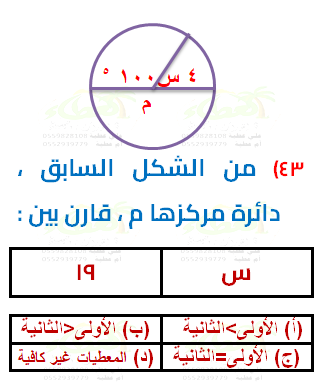 ٤ س ١٠٠°
م
٤٣) من الشكل السابق ،
دائرة مركزها م ، قارن بين :
س ١٩
(أ) الأولى>الثانية (ب) الأولى<الثانية
(ج) الأولى=الثانية (د) المعطيات غير كافية